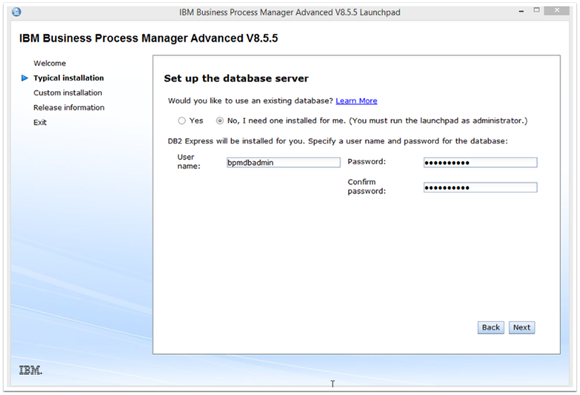 IBM Business Process Manager Advanced V8.5.5 Launchpad
IBM Business Process Manager Advanced V8.5.5
Welcome
Typical installation
Custom installation
Release information
Exit
Set up the database server
Would you like to use an existing database? Learn More
Yes No, I need one installed for me. (You must run the launchpad as administrator.)
DB2 Express will be installed for you. Specify a user name and password for the database:
User name: bpmdbadmin Password: ••••••••••
Confirm password: ••••••••••
Back Next
IBM.